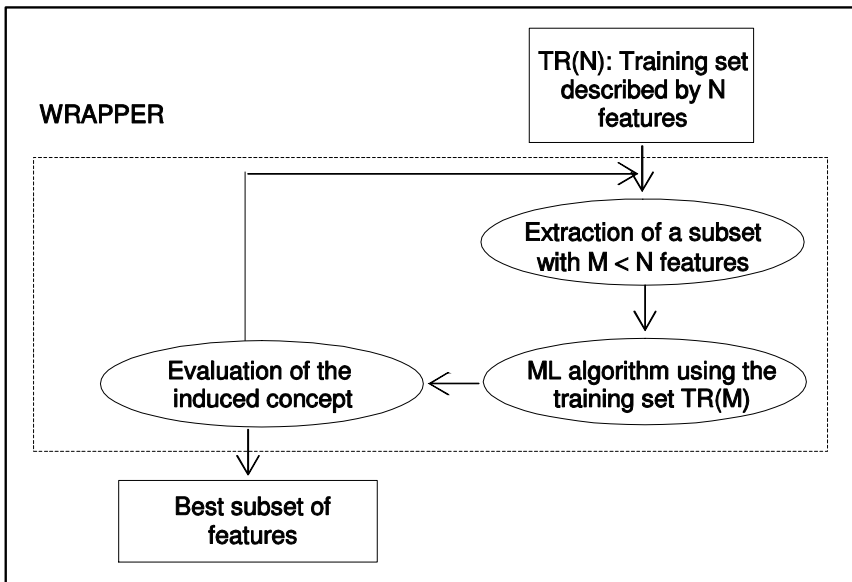 TR(N): Training set
described by N
features
WRAPPER
Extraction of a subset
with M < N features
ML algorithm using the
training set TR(M)
Evaluation of the
induced concept
Best subset of
features